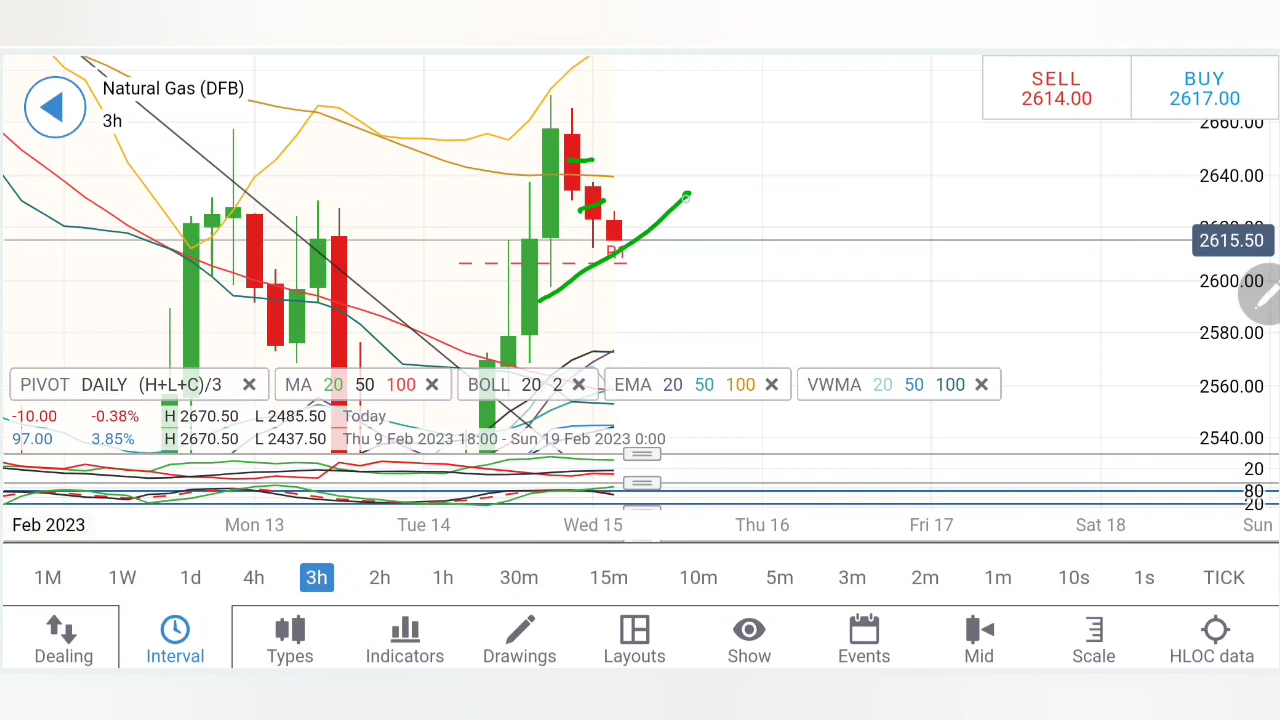 Natural Gas (DFB)
3h
SELL
2614.00
BUY
2617.00
2660.00
2640.00
2615.50
2600.00
2580.00
2560.00
2540.00
R1
PIVOT DAILY (H+L+C)/3
MA 20 50 100
BOLL 20 2
EMA 20 50 100
VWMA 20 50 100
-10.00 -0.38% H 2670.50 L 2485.50 Today
97.00 3.85% H 2670.50 L 2437.50 Thu 9 Feb 2023 18:00 - Sun 19 Feb 2023 0:00
20
80
20
Feb 2023 Mon 13 Tue 14 Wed 15 Thu 16 Fri 17 Sat 18 Sun
1M 1W 1d 4h 3h 2h 1h 30m 15m 10m 5m 3m 2m 1m 10s 1s TICK
Dealing Interval Types Indicators Drawings Layouts Show Events Mid Scale HLOC data